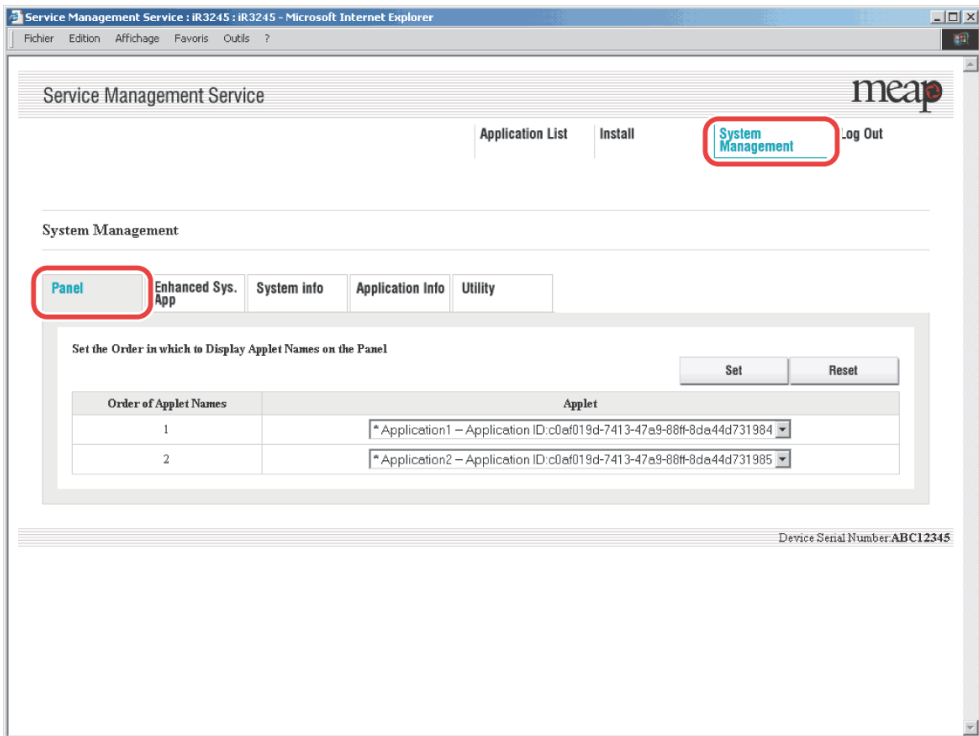 Service Management Service : iR3245 : iR3245 - Microsoft Internet Explorer
Fichier Edition Affichage Favoris Outils ?
Service Management Service
meap
Application List Install System Management Log Out
System Management
Panel Enhanced Sys. App System info Application Info Utility
Set the Order in which to Display Applet Names on the Panel
Set Reset
Order of Applet Names Applet
1 * Application1 – Application ID:c0af019d-7413-47a9-88ff-8da44d731984
2 * Application2 – Application ID:c0af019d-7413-47a9-88ff-8da44d731985
Device Serial Number:ABC12345